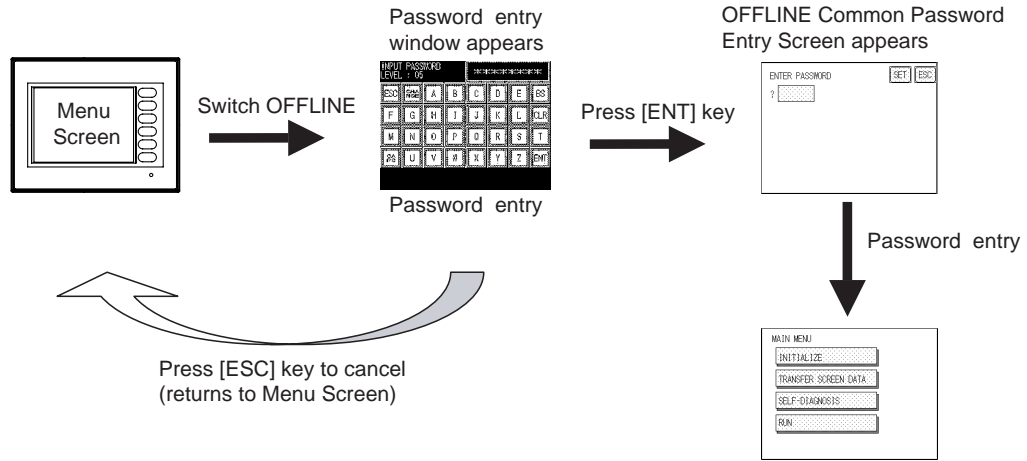 Password entry
window appears
OFFLINE Common Password
Entry Screen appears
Menu
Screen
Switch OFFLINE
INPUT PASSWORD
LEVEL : 05
********
ESC CHANGE A B C D E BS
F G H I J K L CLR
M N O P Q R S T
U V W X Y Z ENT
Password entry
Press [ENT] key
ENTER PASSWORD
SET ESC
?
Password entry
Press [ESC] key to cancel
(returns to Menu Screen)
MAIN MENU
INITIALIZE
TRANSFER SCREEN DATA
SELF-DIAGNOSIS
RUN